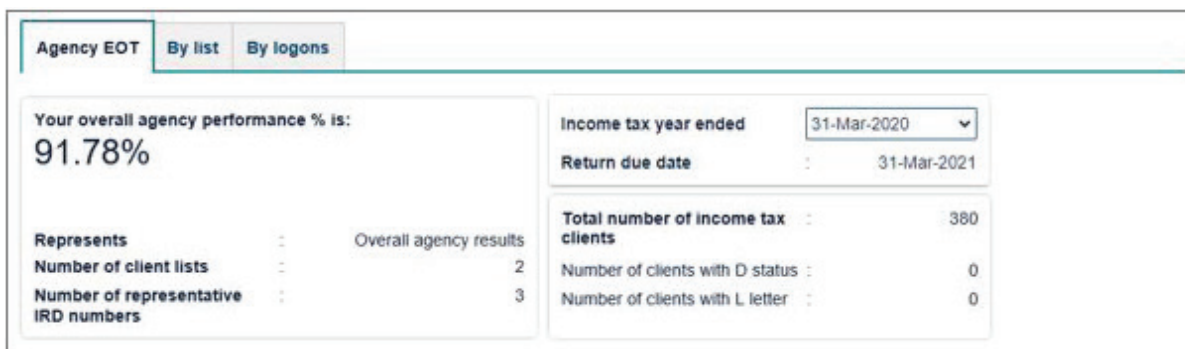 Agency EOT By list By logons
Your overall agency performance % is:
91.78%
Represents : Overall agency results
Number of client lists : 2
Number of representative : 3
IRD numbers
Income tax year ended 31-Mar-2020
Return due date : 31-Mar-2021
Total number of income tax : 380
clients
Number of clients with D status : 0
Number of clients with L letter : 0